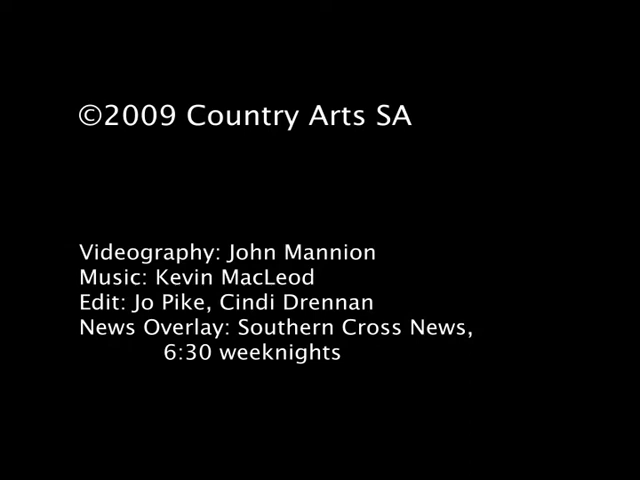 ©2009 Country Arts SA
Videography: John Mannion
Music: Kevin MacLeod
Edit: Jo Pike, Cindi Drennan
News Overlay: Southern Cross News,
6:30 weeknights